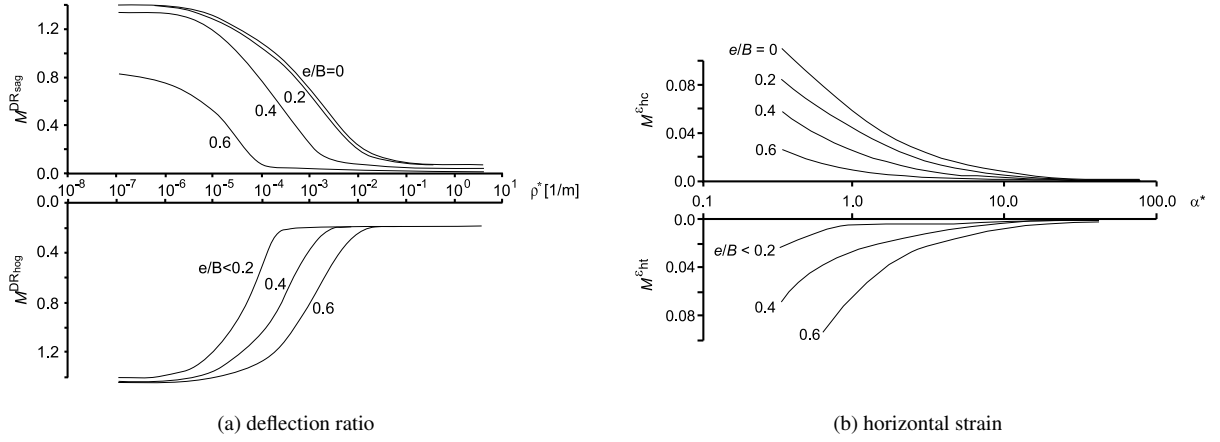 1.2
0.8
0.4
0.0
M^DR_sag
e/B=0
0.2
0.4
0.6
10⁻⁸ 10⁻⁷ 10⁻⁶ 10⁻⁵ 10⁻⁴ 10⁻³ 10⁻² 10⁻¹ 10⁰ 10¹ ρ* [1/m]
0.0
0.4
0.8
1.2
M^DR_hog
e/B<0.2
0.4
0.6
(a) deflection ratio
0.08
0.04
0.0
M^ε_hc
e/B = 0
0.2
0.4
0.6
0.1 1.0 10.0 100.0 α*
0.0
0.04
0.08
M^ε_ht
e/B < 0.2
0.4
0.6
(b) horizontal strain